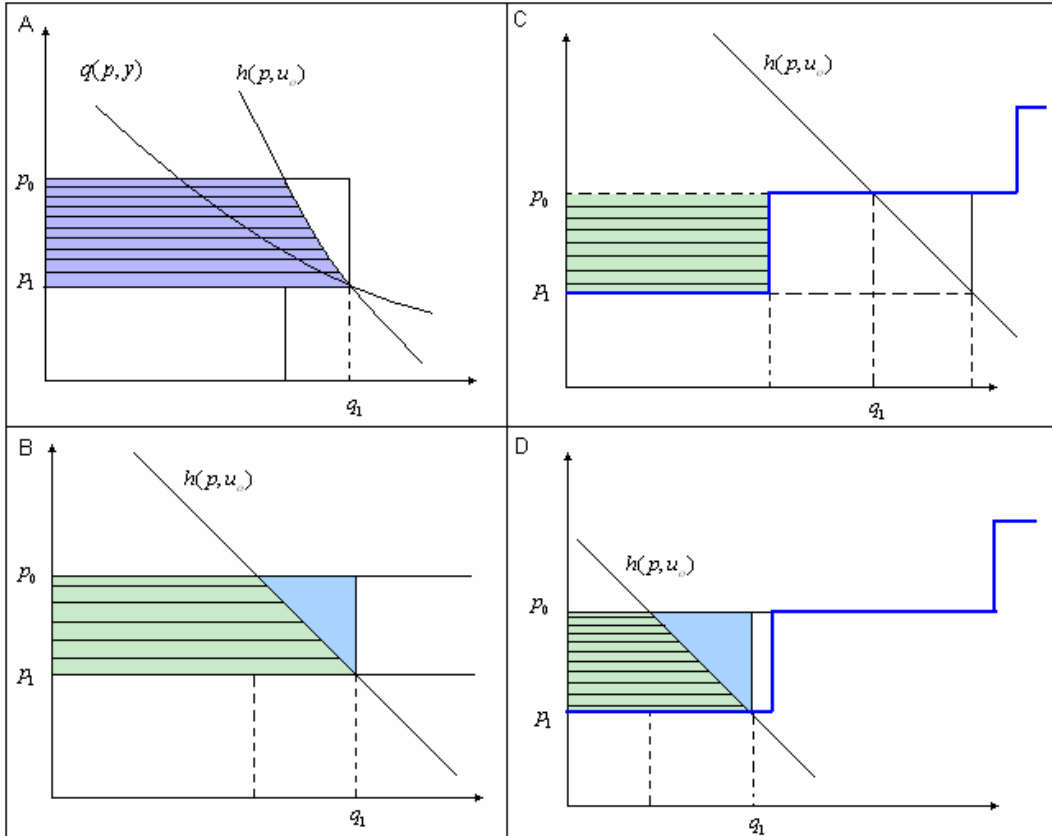 A
q(p, y)
h(p, u₀)
p₀
p₁
q₁
C
h(p, u₀)
p₀
p₁
q₁
B
h(p, u₀)
p₀
p₁
q₁
D
h(p, u₀)
p₀
p₁
q₁